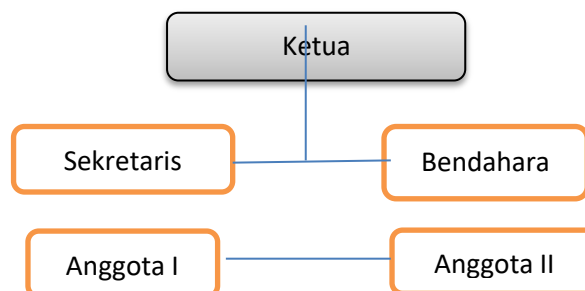 Ketua
Sekretaris
Bendahara
Anggota I
Anggota II